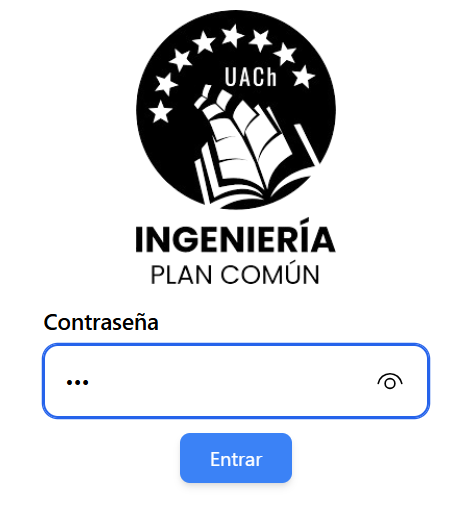 UACh
INGENIERÍA
PLAN COMÚN
Contraseña
•••
Entrar